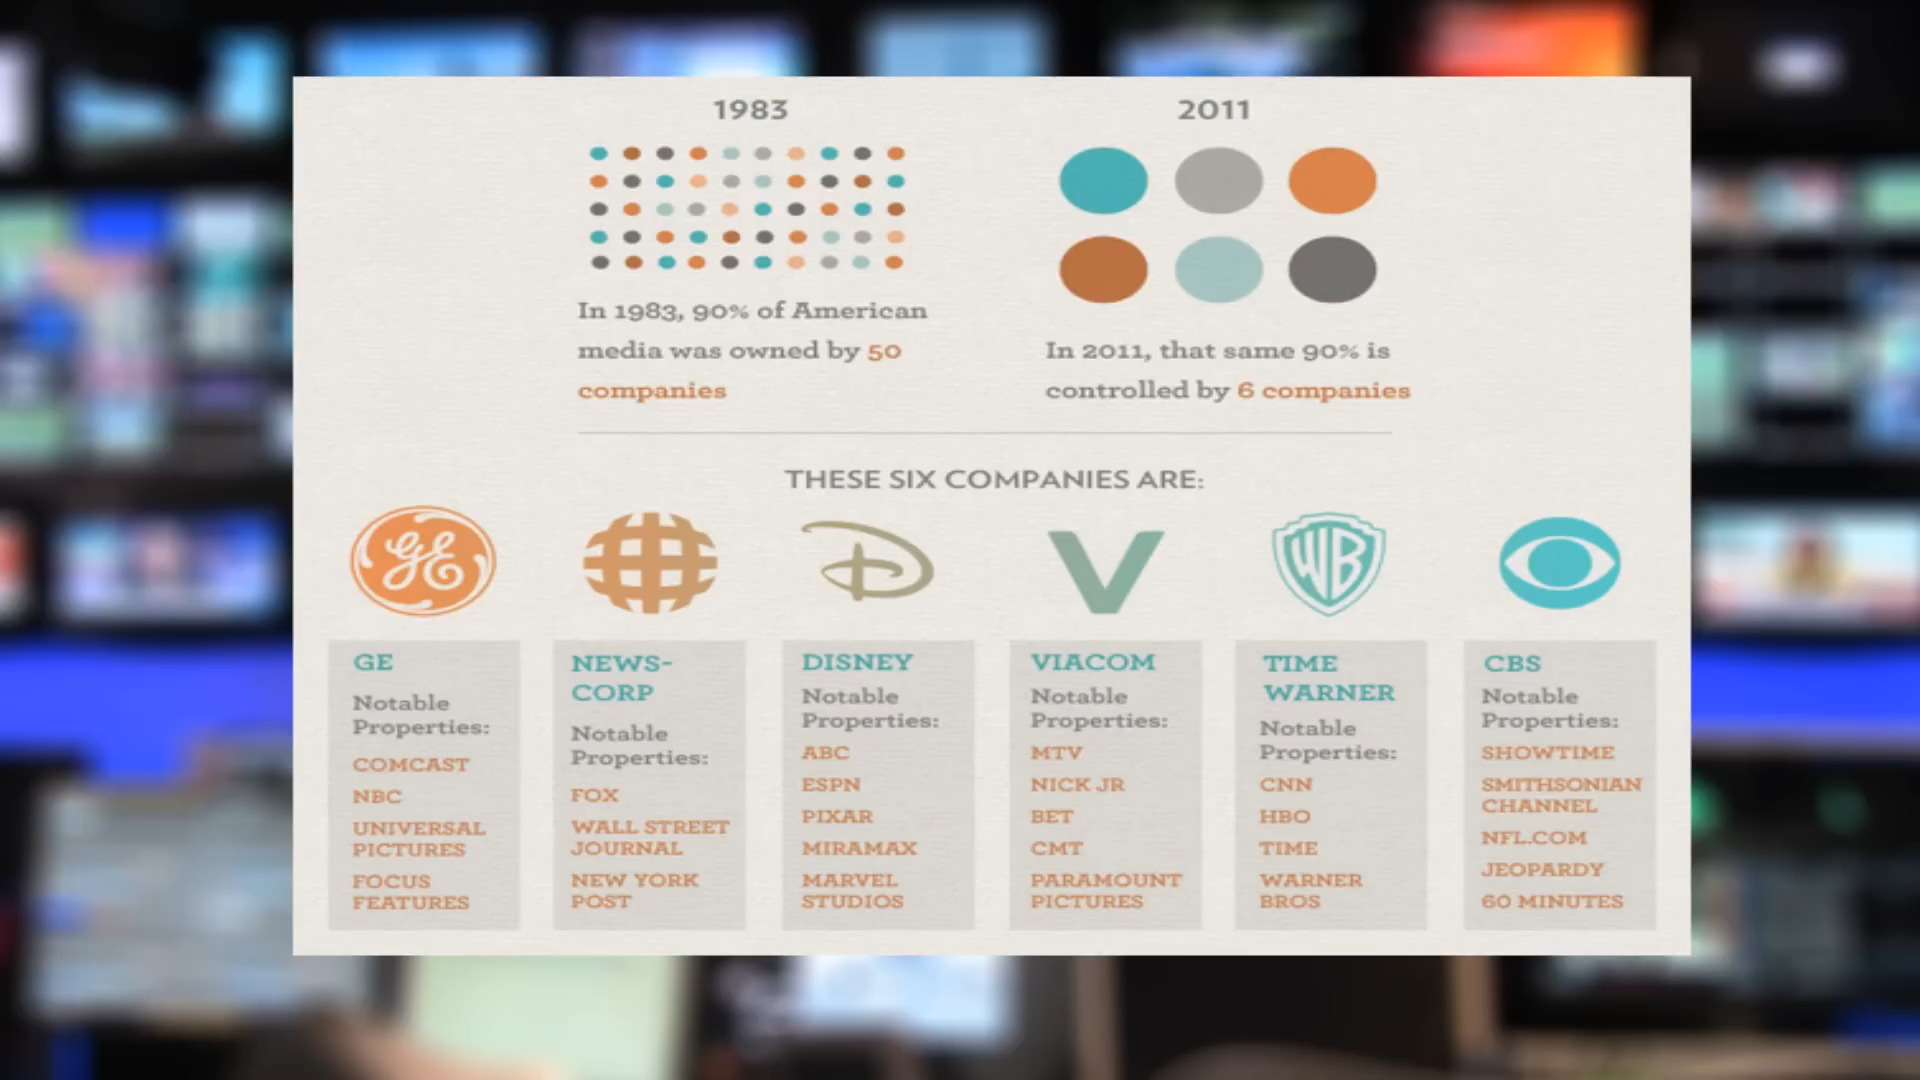 1983
2011
In 1983, 90% of American
media was owned by 50
companies
In 2011, that same 90% is
controlled by 6 companies
THESE SIX COMPANIES ARE:
GE
WB
GE
Notable
Properties:
COMCAST
NBC
UNIVERSAL
PICTURES
FOCUS
FEATURES
NEWS-
CORP
Notable
Properties:
FOX
WALL STREET
JOURNAL
NEW YORK
POST
DISNEY
Notable
Properties:
ABC
ESPN
PIXAR
MIRAMAX
MARVEL
STUDIOS
VIACOM
Notable
Properties:
MTV
NICK JR
BET
CMT
PARAMOUNT
PICTURES
TIME
WARNER
Notable
Properties:
CNN
HBO
TIME
WARNER
BROS
CBS
Notable
Properties:
SHOWTIME
SMITHSONIAN
CHANNEL
NFL.COM
JEOPARDY
60 MINUTES